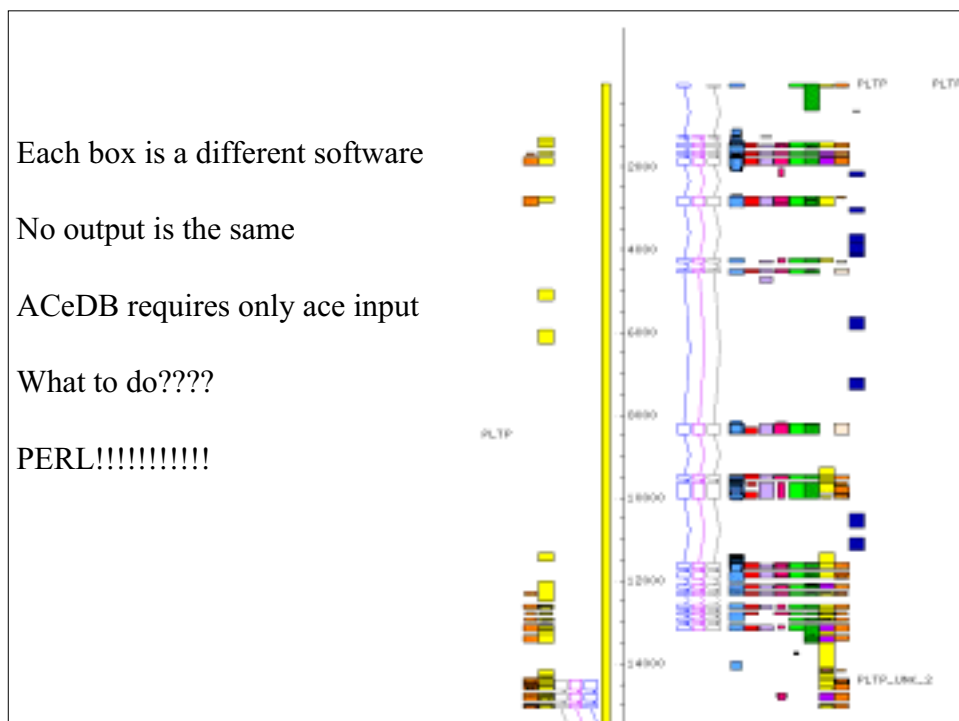 Each box is a different software
No output is the same
ACeDB requires only ace input
What to do????
PERL!!!!!!!!!!!
PLTP
PLTP PLTP
2000
4000
6000
8000
10000
12000
14000
PLTP_UNK_2